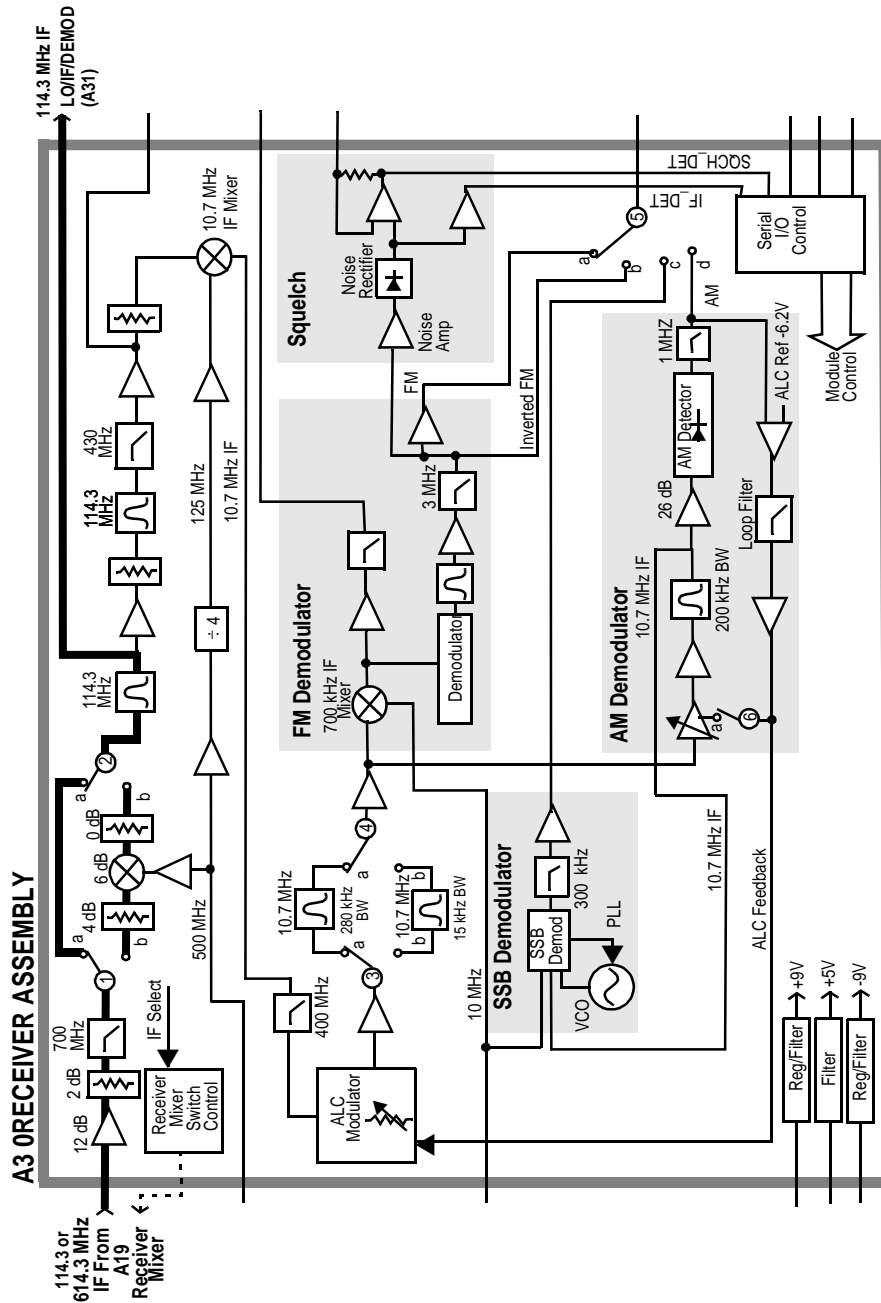 A3 0RECEIVER ASSEMBLY
114.3 or
614.3 MHz
IF From
A19
Receiver
Mixer
12 dB
2 dB
700
MHz
1
a
b
4 dB
6 dB
0 dB
a
b
2
114.3
MHz
114.3
MHz
430
MHz
114.3 MHz IF
LO/IF/DEMOD
(A31)
Receiver
Mixer
Switch
Control
IF Select
500 MHz
÷ 4
125 MHz
10.7 MHz IF
10.7 MHz
IF Mixer
400 MHz
ALC
Modulator
3
a
b
10.7 MHz
280 kHz
BW
10.7 MHz
15 kHz BW
a
b
4
FM Demodulator
700 kHz IF
Mixer
Demodulator
3 MHz
FM
Inverted FM
Squelch
Noise
Amp
Noise
Rectifier
10 MHz
SSB Demodulator
VCO
SSB
Demod
PLL
300 kHz
10.7 MHz IF
AM Demodulator
a
6
10.7 MHz IF
200 kHz BW
26 dB
AM Detector
1 MHZ
AM
a
b
c
d
5
IF_DET
SQCH_DET
Loop Filter
ALC Ref -6.2V
ALC Feedback
Serial
I/O
Control
Module
Control
Reg/Filter
+9V
Filter
+5V
Reg/Filter
-9V